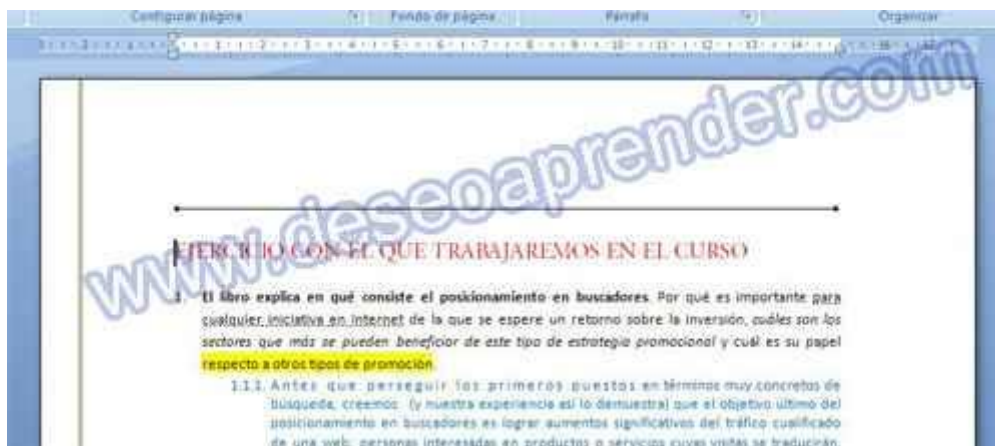 Configurar página Fondo de página Párrafo Organizar
www.deseoaprender.com
EJERCICIO CON EL QUE TRABAJAREMOS EN EL CURSO
1. El libro explica en qué consiste el posicionamiento en buscadores. Por qué es importante para
cualquier iniciativa en Internet de la que se espere un retorno sobre la inversión, cuáles son los
sectores que más se pueden beneficiar de este tipo de estrategia promocional y cuál es su papel
respecto a otros tipos de promoción.
1.1.1. Antes que perseguir los primeros puestos en términos muy concretos de
búsqueda, creemos (y nuestra experiencia así lo demuestra) que el objetivo último del
posicionamiento en buscadores es lograr aumentos significativos del tráfico cualificado
de una web: personas interesadas en productos o servicios cuyas visitas se traducirán